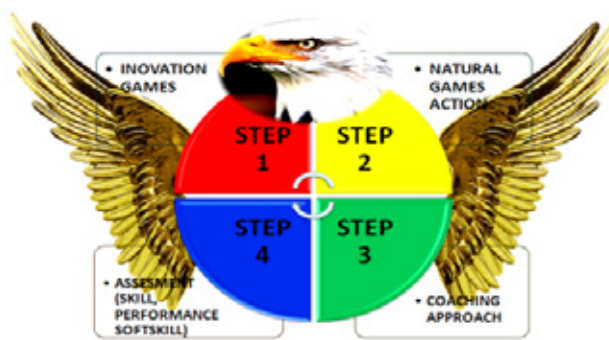 • INOVATION
GAMES
• NATURAL
GAMES
ACTION
STEP
1
STEP
2
STEP
4
STEP
3
• ASSESMENT
(SKILL,
PERFORMANCE
SOFTSKILL)
• COACHING
APPROACH